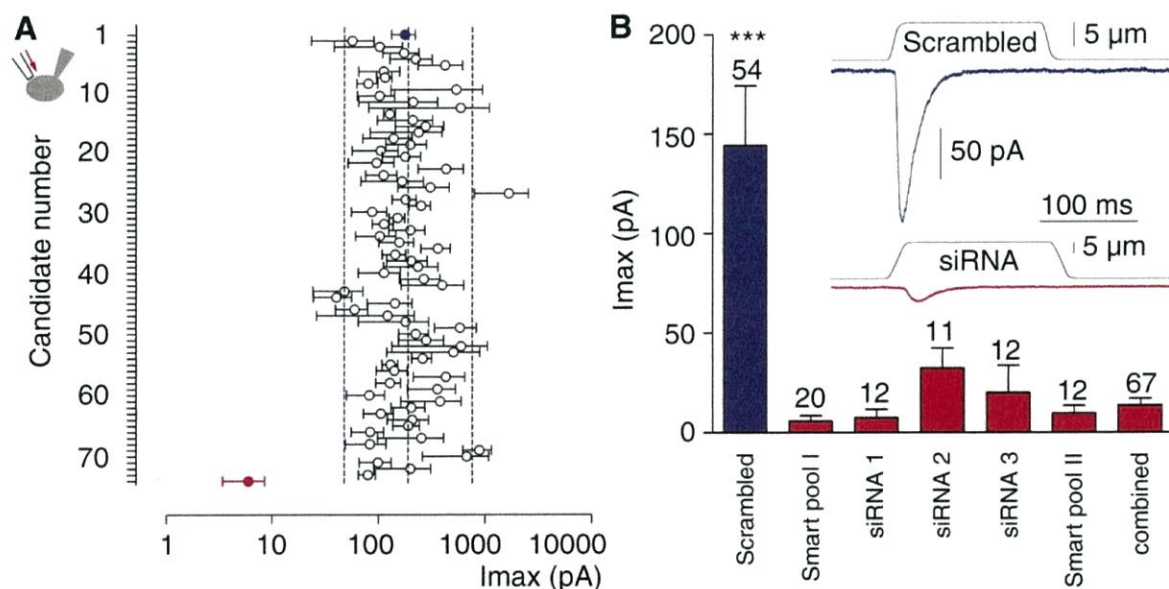 A
1
10
20
30
40
50
60
70
Candidate number
1
10
100
1000
10000
Imax (pA)
B
200
150
100
50
0
Imax (pA)
***
54
20
12
11
12
12
67
Scrambled
5 µm
50 pA
100 ms
siRNA
5 µm
Scrambled
Smart pool I
siRNA 1
siRNA 2
siRNA 3
Smart pool II
combined